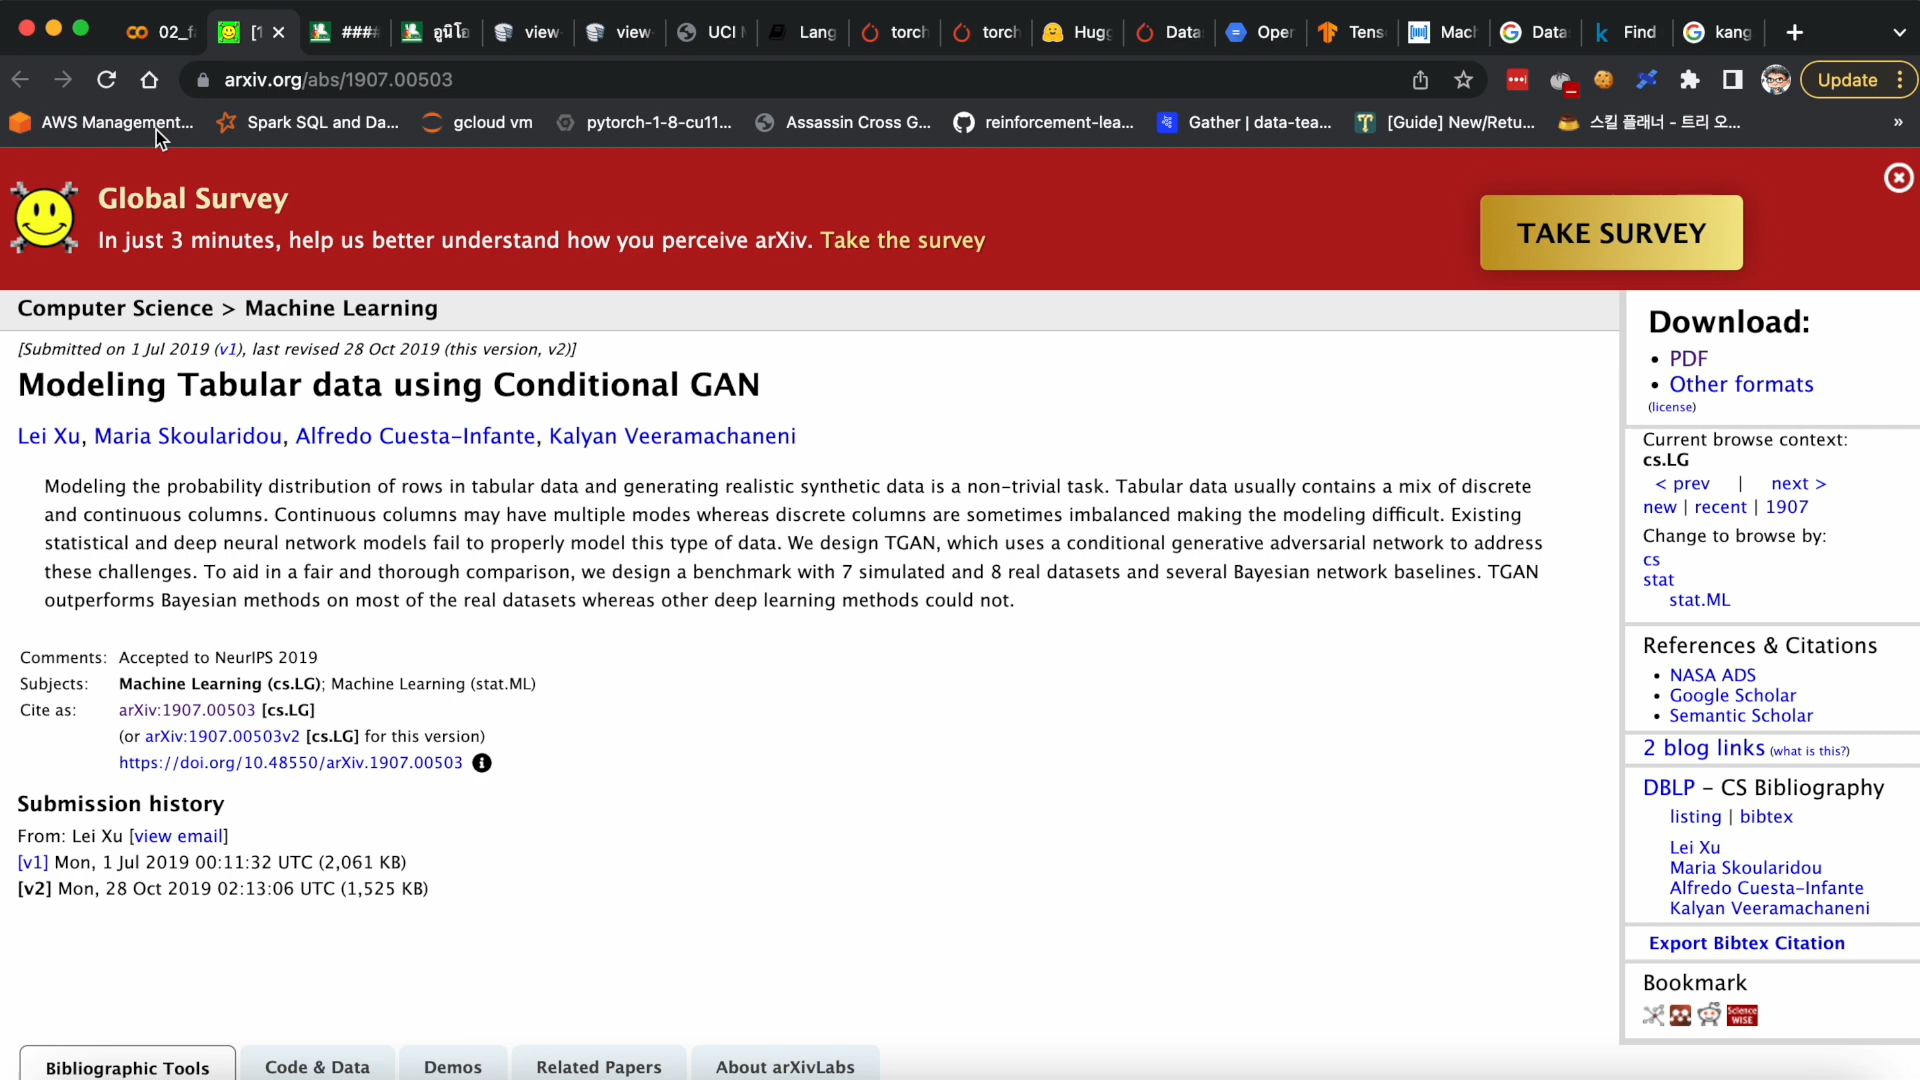 02_f
[1
####
อูนิโอ
view
view
UCI
Lang
torch
torch
Hugg
Data
Oper
Tens
Mach
Data
Find
kang
arxiv.org/abs/1907.00503
Update
AWS Management...
Spark SQL and Da...
gcloud vm
pytorch-1-8-cu11...
Assassin Cross G...
reinforcement-lea...
Gather | data-tea...
[Guide] New/Retu...
스킬 플래너 - 트리 오...
»
Global Survey
In just 3 minutes, help us better understand how you perceive arXiv. Take the survey
TAKE SURVEY
Computer Science > Machine Learning
[Submitted on 1 Jul 2019 (v1), last revised 28 Oct 2019 (this version, v2)]
Modeling Tabular data using Conditional GAN
Lei Xu, Maria Skoularidou, Alfredo Cuesta-Infante, Kalyan Veeramachaneni
Modeling the probability distribution of rows in tabular data and generating realistic synthetic data is a non-trivial task. Tabular data usually contains a mix of discrete
and continuous columns. Continuous columns may have multiple modes whereas discrete columns are sometimes imbalanced making the modeling difficult. Existing
statistical and deep neural network models fail to properly model this type of data. We design TGAN, which uses a conditional generative adversarial network to address
these challenges. To aid in a fair and thorough comparison, we design a benchmark with 7 simulated and 8 real datasets and several Bayesian network baselines. TGAN
outperforms Bayesian methods on most of the real datasets whereas other deep learning methods could not.
Comments: Accepted to NeurIPS 2019
Subjects: Machine Learning (cs.LG); Machine Learning (stat.ML)
Cite as: arXiv:1907.00503 [cs.LG]
(or arXiv:1907.00503v2 [cs.LG] for this version)
https://doi.org/10.48550/arXiv.1907.00503
Submission history
From: Lei Xu [view email]
[v1] Mon, 1 Jul 2019 00:11:32 UTC (2,061 KB)
[v2] Mon, 28 Oct 2019 02:13:06 UTC (1,525 KB)
Bibliographic Tools
Code & Data
Demos
Related Papers
About arXivLabs
Download:
• PDF
• Other formats
(license)
Current browse context:
cs.LG
< prev | next >
new | recent | 1907
Change to browse by:
cs
stat
stat.ML
References & Citations
• NASA ADS
• Google Scholar
• Semantic Scholar
2 blog links (what is this?)
DBLP - CS Bibliography
listing | bibtex
Lei Xu
Maria Skoularidou
Alfredo Cuesta-Infante
Kalyan Veeramachaneni
Export Bibtex Citation
Bookmark
Science
WISE